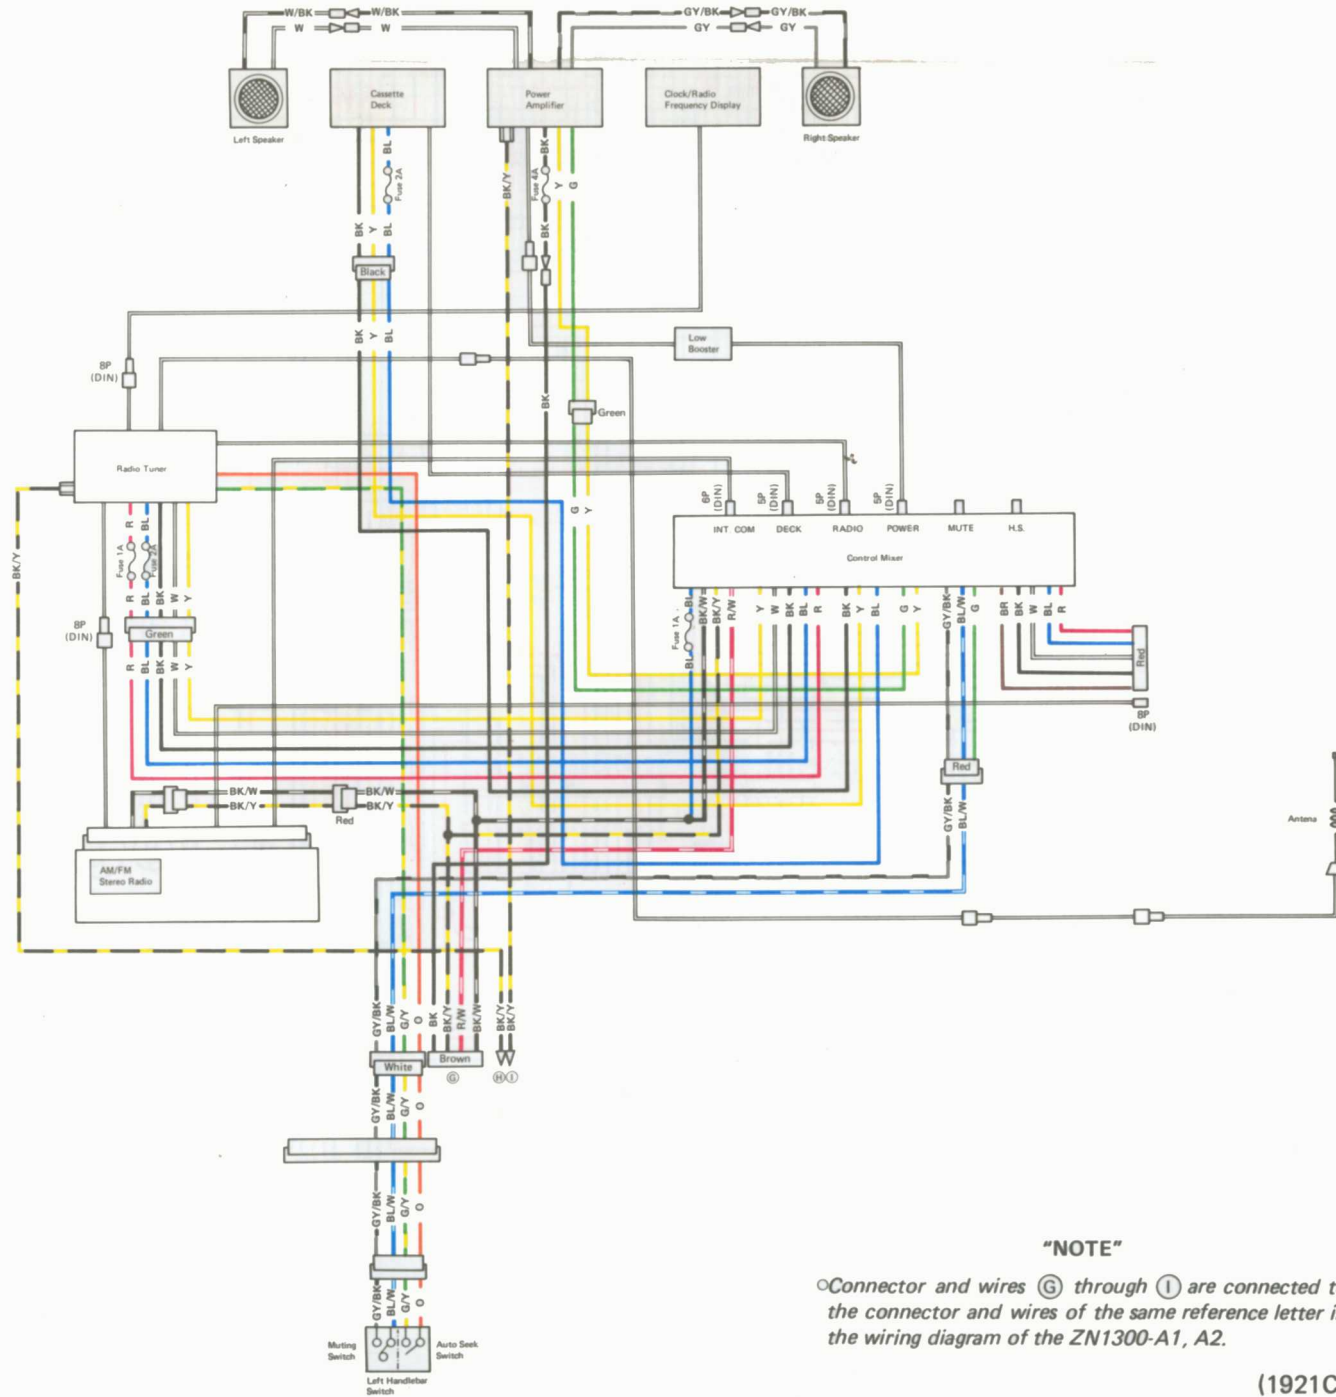 W/BK W/BK GY/BK GY/BK
W W GY GY
Cassette
Deck
Power
Amplifier
Clock/Radio
Frequency Display
Left Speaker
Right Speaker
BL BK/Y BK BK
Fuse 2A
Fuse 4A
Y G
BK Y BL BK
Black
BK Y BL
Low
Booster
8P
(DIN)
BK
Green
Radio Tuner
6P
(DIN)
5P
(DIN)
5P
(DIN)
5P
(DIN)
G Y
INT COM DECK RADIO POWER MUTE H.S.
Control Mixer
R BL
BK/Y
Fuse 1A
Fuse 2A
R BL BK W Y
8P
(DIN)
Green
R BL BK W Y
BL BK/W BK/Y R/W Y W BK BL R BK Y BL G Y GY/BK BL/W G BR BK W BL R
Fuse 1A
BL
Red
8P
(DIN)
Red
BK/W BK/W
BK/Y BK/Y
Red
GY/BK BL/W
Antena
AM/FM
Stereo Radio
GY/BK BL/W G/Y O BK BK/Y R/W BK/W BK/Y BK/Y
White
Brown
G H I
GY/BK BL/W G/Y O
GY/BK BL/W G/Y O
GY/BK BL/W G/Y O
Muting
Switch
Auto Seek
Switch
Left Handlebar
Switch
"NOTE"
Connector and wires G through I are connected t
the connector and wires of the same reference letter i
the wiring diagram of the ZN1300-A1, A2.
(1921C